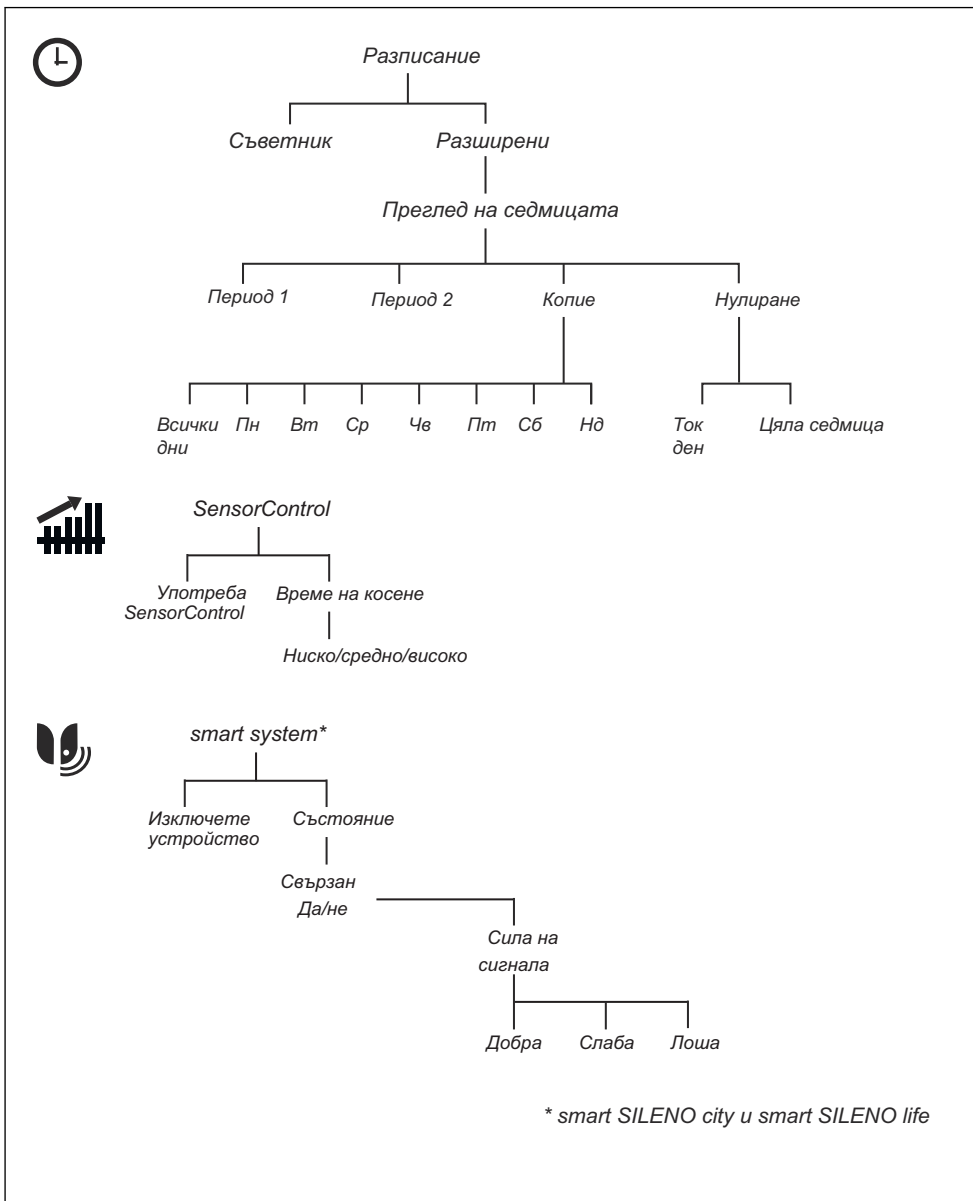 Разписание
Съветник Разширени
Преглед на седмицата
Период 1 Период 2 Копие Нулиране
Всички Пн Вт Ср Чв Пт Сб Нд Ток Цяла седмица
дни ден
SensorControl
Употреба Време на косене
SensorControl
Ниско/средно/високо
smart system*
Изключете Състояние
устройство
Свързан
Да/не
Сила на
сигнала
Добра Слаба Лоша
* smart SILENO city и smart SILENO life